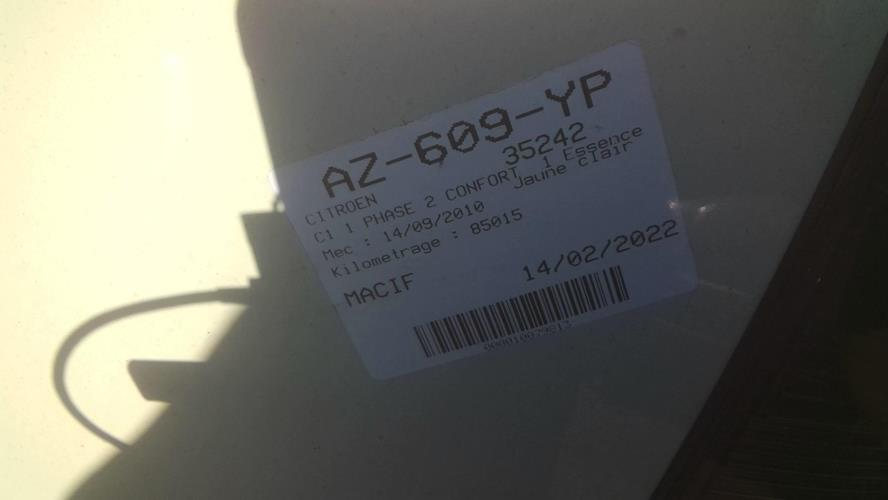 AZ-609-YP
35242
CITROEN
C1 1 PHASE 2 CONFORT 1 Essence
Mec : 14/09/2010 Jaune clair
Kilometrage : 85015
MACIF 14/02/2022